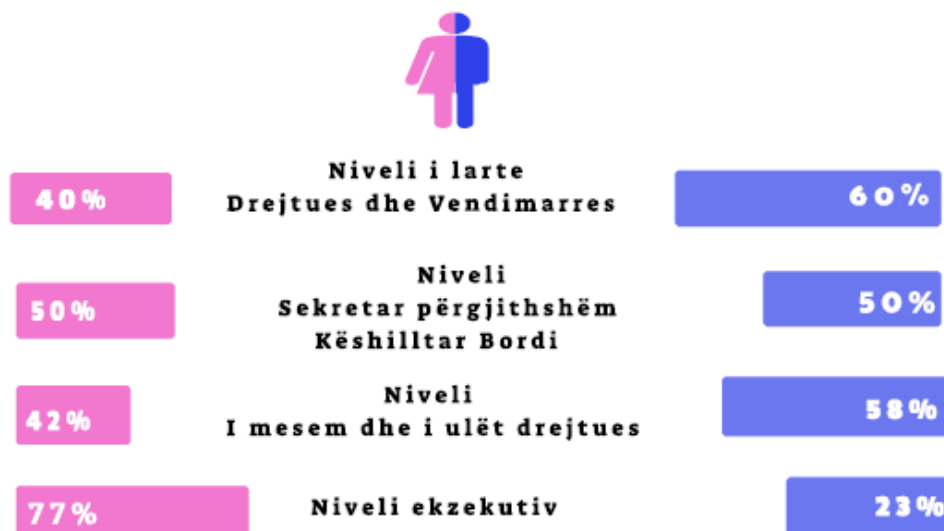 Niveli i larte
40%
Drejtues dhe Vendimarres
60%
Niveli
50%
Sekretar përgjithshëm
50%
Këshilltar Bordi
Niveli
42%
I mesem dhe i ulët drejtues
58%
77%
Niveli ekzekutiv
23%